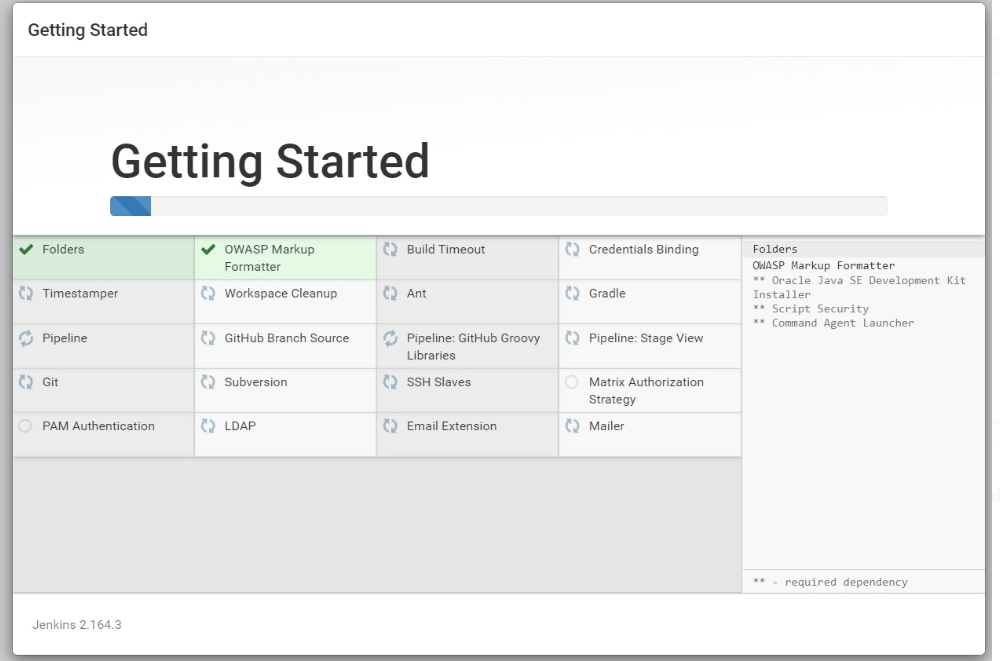 Getting Started
Getting Started
Folders
OWASP Markup
Formatter
Build Timeout
Credentials Binding
Timestamper
Workspace Cleanup
Ant
Gradle
Pipeline
GitHub Branch Source
Pipeline: GitHub Groovy
Libraries
Pipeline: Stage View
Git
Subversion
SSH Slaves
Matrix Authorization
Strategy
PAM Authentication
LDAP
Email Extension
Mailer
Folders
OWASP Markup Formatter
** Oracle Java SE Development Kit
Installer
** Script Security
** Command Agent Launcher
** - required dependency
Jenkins 2.164.3